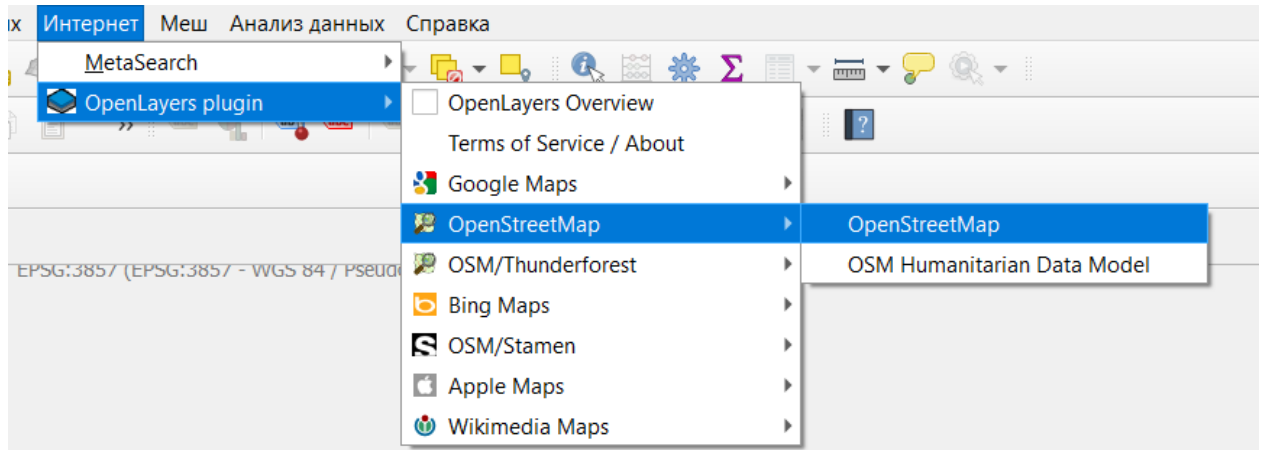 их Интернет Меш Анализ данных Справка
MetaSearch
OpenLayers plugin
OpenLayers Overview
Terms of Service / About
Google Maps
OpenStreetMap OpenStreetMap
EPSG:3857 (EPSG:3857 - WGS 84 / Pseudo
OSM/Thunderforest OSM Humanitarian Data Model
Bing Maps
OSM/Stamen
Apple Maps
Wikimedia Maps